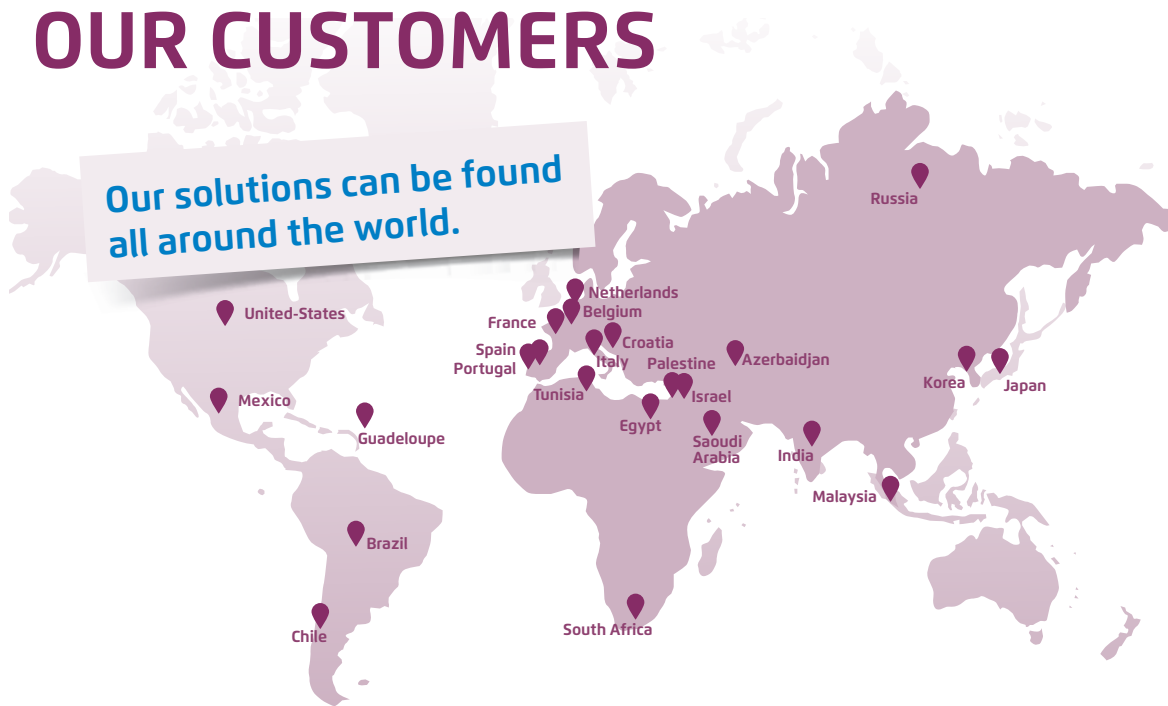 OUR CUSTOMERS
Our solutions can be found
all around the world.
Russia
Netherlands
United-States
Belgium
France
Croatia
Spain
Italy
Palestine
Azerbaidjan
Portugal
Korea
Japan
Tunisia
Israel
Mexico
Egypt
Guadeloupe
Saoudi
Arabia
India
Malaysia
Brazil
South Africa
Chile